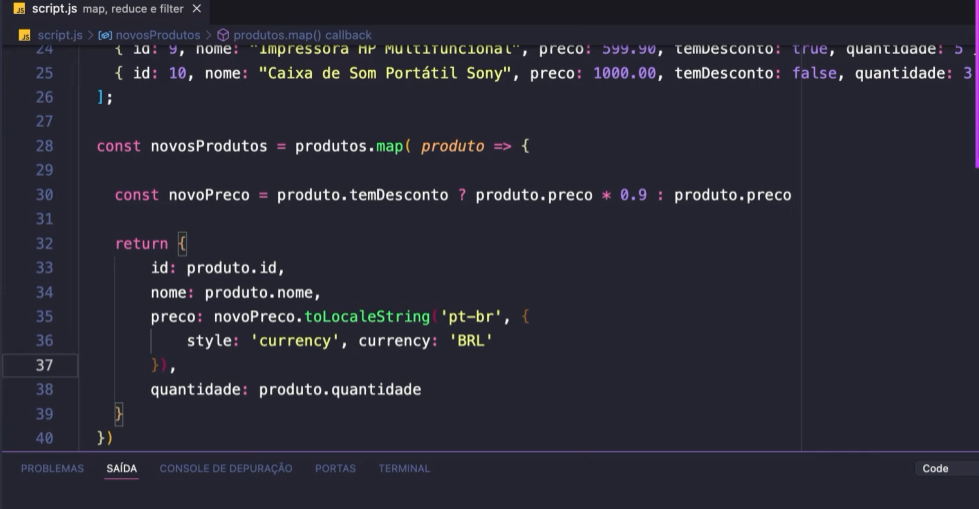 script.js map, reduce e filter ×
script.js > novosProdutos > produtos.map() callback
24 { id: 9, nome: "Impressora HP Multifuncional", preco: 599.90, temDesconto: true, quantidade: 5
25 { id: 10, nome: "Caixa de Som Portátil Sony", preco: 1000.00, temDesconto: false, quantidade: 3
26 ];
27
28 const novosProdutos = produtos.map( produto => {
29
30 const novoPreco = produto.temDesconto ? produto.preco * 0.9 : produto.preco
31
32 return {
33 id: produto.id,
34 nome: produto.nome,
35 preco: novoPreco.toLocaleString('pt-br', {
36 style: 'currency', currency: 'BRL'
37 }),
38 quantidade: produto.quantidade
39 }
40 })
PROBLEMAS SAÍDA CONSOLE DE DEPURAÇÃO PORTAS TERMINAL Code